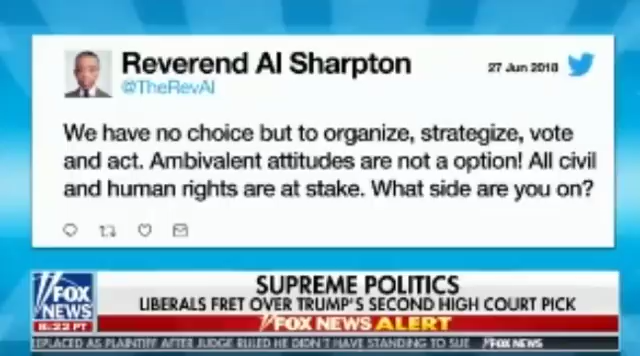 Reverend Al Sharpton
27 Jun 2018
@TheRevAl
We have no choice but to organize, strategize, vote
and act. Ambivalent attitudes are not a option! All civil
and human rights are at stake. What side are you on?
FOX
NEWS
SUPREME POLITICS
LIBERALS FRET OVER TRUMP'S SECOND HIGH COURT PICK
FOX NEWS ALERT
EPLACED AS PLAINTIFF AFTER JUDGE RULED HE DIDN'T HAVE STANDING TO SUE
FOX NEWS